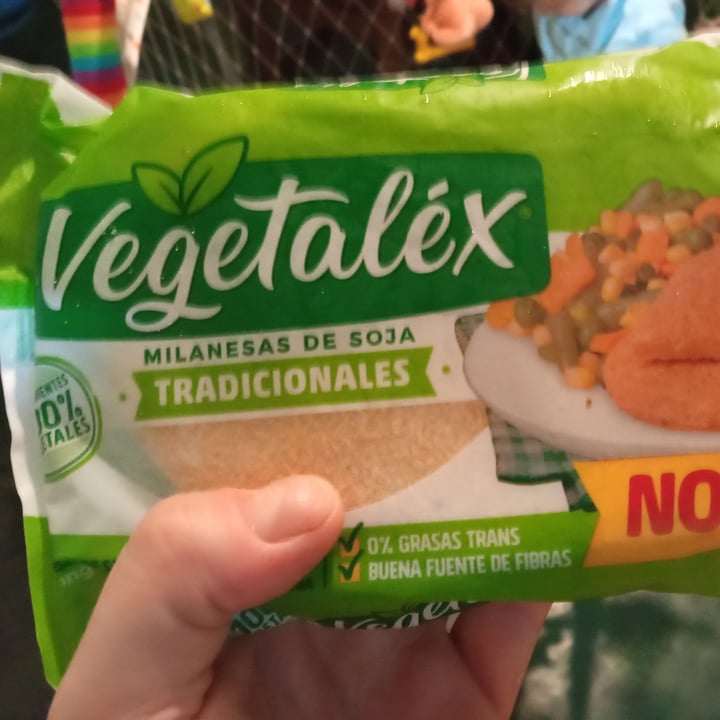 Vegetaléx®
MILANESAS DE SOJA
TRADICIONALES
0% GRASAS TRANS
BUENA FUENTE DE FIBRAS
NO